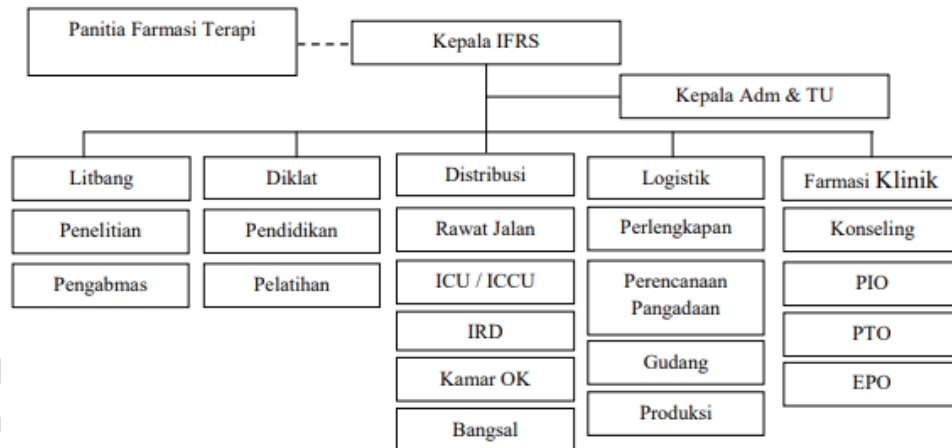 Panitia Farmasi Terapi
Kepala IFRS
Kepala Adm & TU
Litbang
Diklat
Distribusi
Logistik
Farmasi Klinik
Penelitian
Pendidikan
Rawat Jalan
Perlengkapan
Konseling
Pengabmas
Pelatihan
ICU / ICCU
Perencanaan
Pangadaan
PIO
IRD
PTO
Gudang
Kamar OK
EPO
Produksi
Bangsal